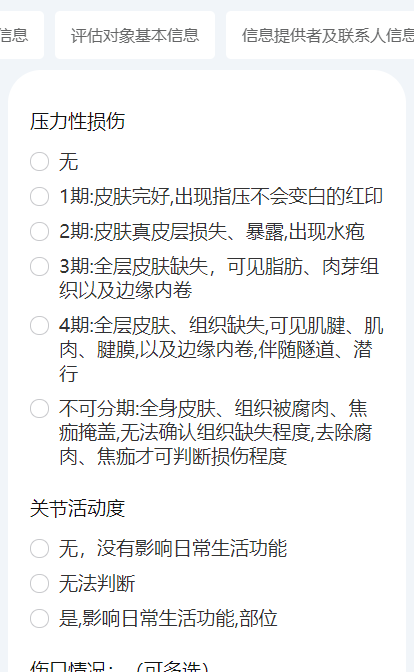 信息
评估对象基本信息
信息提供者及联系人信息
压力性损伤
无
1期:皮肤完好,出现指压不会变白的红印
2期:皮肤真皮层损失、暴露,出现水疱
3期:全层皮肤缺失，可见脂肪、肉芽组
织以及边缘内卷
4期:全层皮肤、组织缺失,可见肌腱、肌
肉、腱膜,以及边缘内卷,伴随隧道、潜
行
不可分期:全身皮肤、组织被腐肉、焦
痂掩盖,无法确认组织缺失程度,去除腐
肉、焦痂才可判断损伤程度
关节活动度
无，没有影响日常生活功能
无法判断
是,影响日常生活功能,部位
伤口情况：（可多选）